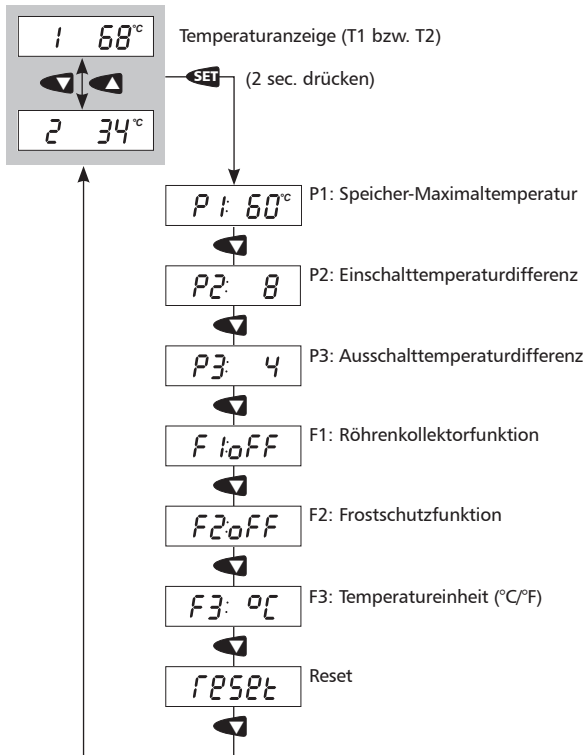 1 68°C
Temperaturanzeige (T1 bzw. T2)
SET (2 sec. drücken)
2 34°C
P1: 60°C P1: Speicher-Maximaltemperatur
P2: 8 P2: Einschalttemperaturdifferenz
P3: 4 P3: Ausschalttemperaturdifferenz
F1:oFF F1: Röhrenkollektorfunktion
F2:oFF F2: Frostschutzfunktion
F3: °C F3: Temperatureinheit (°C/°F)
reset Reset